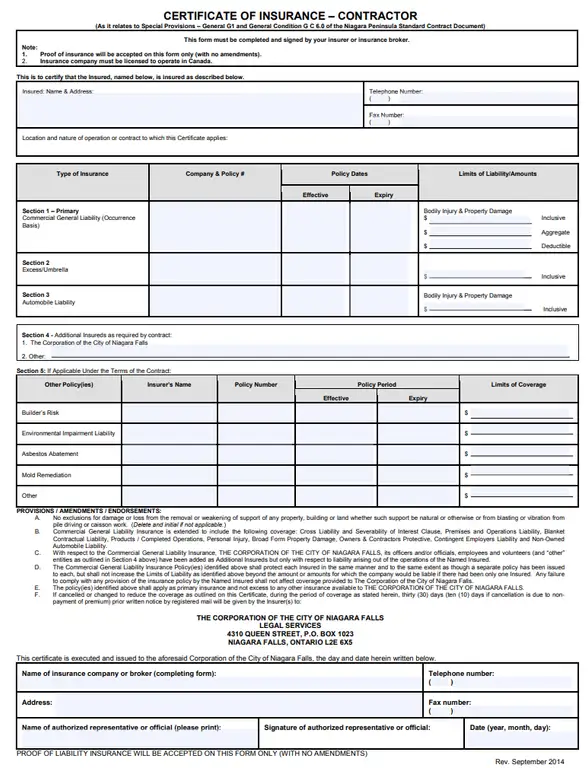 CERTIFICATE OF INSURANCE – CONTRACTOR
(As it relates to Special Provisions – General G1 and General Condition G C 6.0 of the Niagara Peninsula Standard Contract Document)
This form must be completed and signed by your insurer or insurance broker.
Note:
1. Proof of insurance will be accepted on this form only (with no amendments).
2. Insurance company must be licensed to operate in Canada.
This is to certify that the Insured, named below, is insured as described below.
Insured: Name & Address:
Telephone Number:
( )
Fax Number:
( )
Location and nature of operation or contract to which this Certificate applies:
Type of Insurance Company & Policy # Policy Dates Limits of Liability/Amounts
Effective Expiry
Section 1 – Primary
Commercial General Liability (Occurrence
Basis)
Bodily Injury & Property Damage
$ Inclusive
$ Aggregate
$ Deductible
Section 2
Excess/Umbrella
$ Inclusive
Section 3
Automobile Liability
Bodily Injury & Property Damage
$ Inclusive
Section 4 - Additional Insureds as required by contract:
1. The Corporation of the City of Niagara Falls
2. Other:
Section 5: If Applicable Under the Terms of the Contract:
Other Policy(ies) Insurer's Name Policy Number Policy Period Limits of Coverage
Effective Expiry
Builder's Risk $
Environmental Impairment Liability $
Asbestos Abatement $
Mold Remediation $
Other $
PROVISIONS / AMENDMENTS / ENDORSEMENTS:
A. No exclusions for damage or loss from the removal or weakening of support of any property, building or land whether such support be natural or otherwise or from blasting or vibration from
pile driving or caisson work. (Delete and initial if not applicable.)
B. Commercial General Liability Insurance is extended to include the following coverage: Cross Liability and Severability of Interest Clause, Premises and Operations Liability, Blanket
Contractual Liability, Products / Completed Operations, Personal Injury, Broad Form Property Damage, Owners & Contractors Protective, Contingent Employers Liability and Non-Owned
Automobile Liability.
C. With respect to the Commercial General Liability Insurance, THE CORPORATION OF THE CITY OF NIAGARA FALLS, its officers and/or officials, employees and volunteers (and "other"
entities as outlined in Section 4 above) have been added as Additional Insureds but only with respect to liability arising out of the operations of the Named Insured.
D. The Commercial General Liability Insurance Policy(ies) identified above shall protect each Insured in the same manner and to the same extent as though a separate policy has been issued
to each, but shall not increase the Limits of Liability as identified above beyond the amount or amounts for which the company would be liable if there had been only one Insured. Any failure
to comply with any provision of the insurance policy by the Named Insured shall not affect coverage provided to The Corporation of the City of Niagara Falls.
E. The policy(ies) identified above shall apply as primary insurance and not excess to any other insurance available to THE CORPORATION OF THE CITY OF NIAGARA FALLS.
F. If cancelled or changed to reduce the coverage as outlined on this Certificate, during the period of coverage as stated herein, thirty (30) days (ten (10) days if cancellation is due to non-
payment of premium) prior written notice by registered mail will be given by the Insurer(s) to:
THE CORPORATION OF THE CITY OF NIAGARA FALLS
LEGAL SERVICES
4310 QUEEN STREET, P.O. BOX 1023
NIAGARA FALLS, ONTARIO L2E 6X5
This certificate is executed and issued to the aforesaid Corporation of the City of Niagara Falls, the day and date herein written below.
Name of insurance company or broker (completing form):
Telephone number:
( )
Address:
Fax number:
( )
Name of authorized representative or official (please print): Signature of authorized representative or official: Date (year, month, day):
PROOF OF LIABILITY INSURANCE WILL BE ACCEPTED ON THIS FORM ONLY (WITH NO AMENDMENTS)
Rev. September 2014